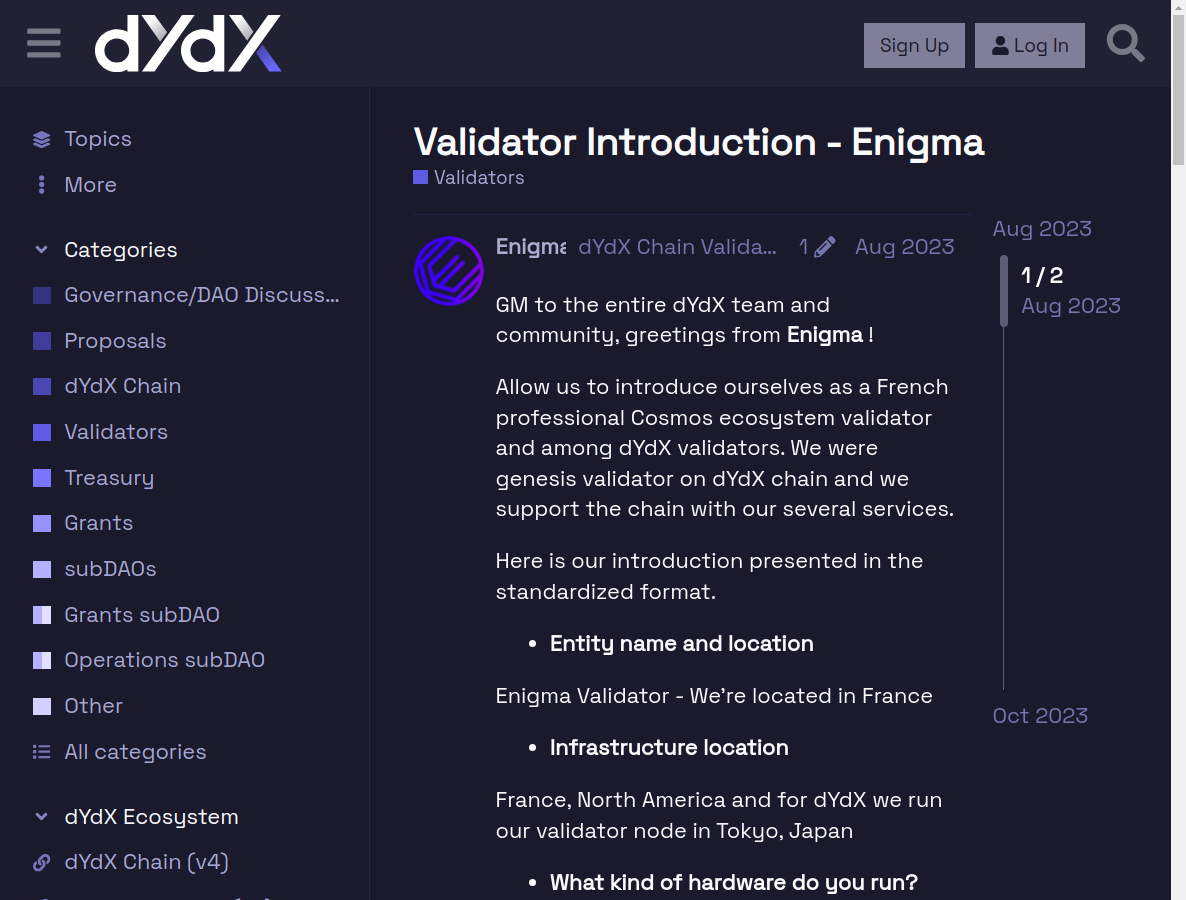 dYdX
Sign Up
Log In
Topics
More
Categories
Governance/DAO Discuss...
Proposals
dYdX Chain
Validators
Treasury
Grants
subDAOs
Grants subDAO
Operations subDAO
Other
All categories
dYdX Ecosystem
dYdX Chain (v4)
Validator Introduction - Enigma
Validators
Enigma dYdX Chain Valida... 1 Aug 2023
GM to the entire dYdX team and
community, greetings from Enigma !
Allow us to introduce ourselves as a French
professional Cosmos ecosystem validator
and among dYdX validators. We were
genesis validator on dYdX chain and we
support the chain with our several services.
Here is our introduction presented in the
standardized format.
• Entity name and location
Enigma Validator - We’re located in France
• Infrastructure location
France, North America and for dYdX we run
our validator node in Tokyo, Japan
• What kind of hardware do you run?
Aug 2023
1 / 2
Aug 2023
Oct 2023